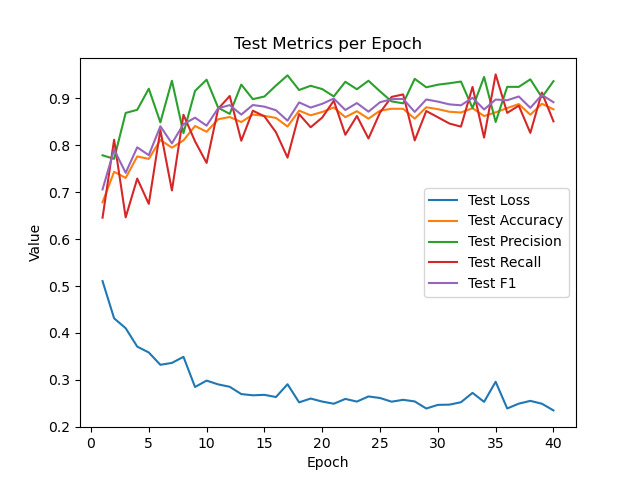 Test Metrics per Epoch
Value
0.9
0.8
0.7
0.6
0.5
0.4
0.3
0.2
Test Loss
Test Accuracy
Test Precision
Test Recall
Test F1
0 5 10 15 20 25 30 35 40
Epoch